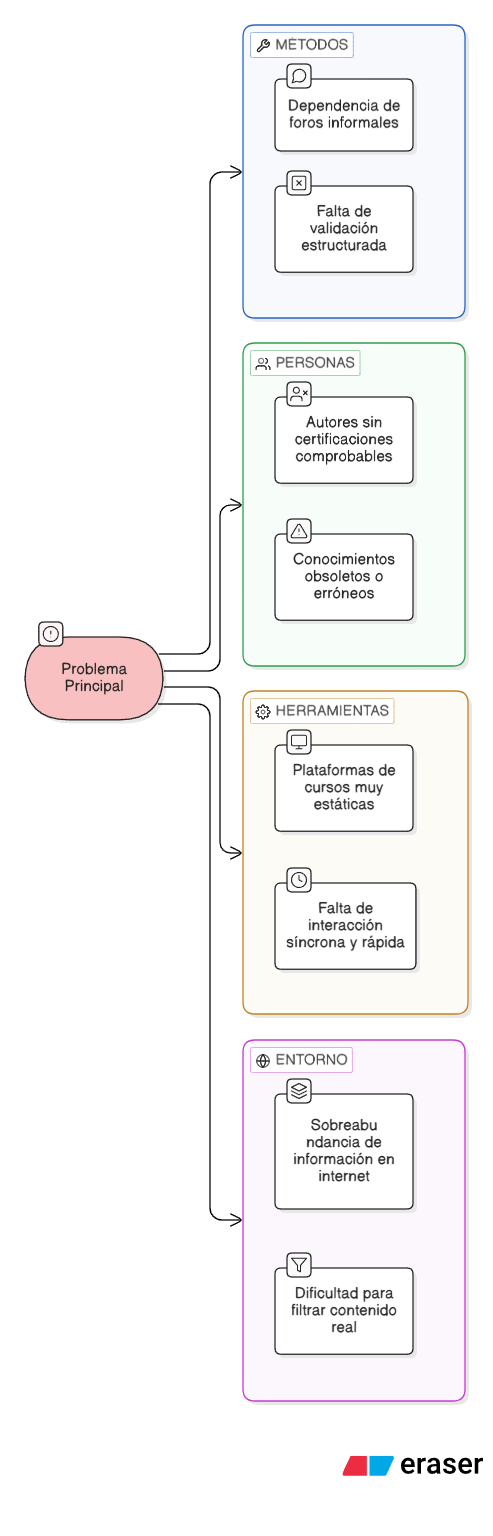 MÉTODOS
Dependencia de
foros informales
Falta de
validación
estructurada
PERSONAS
Autores sin
certificaciones
comprobables
Conocimientos
obsoletos o
erróneos
Problema
Principal
HERRAMIENTAS
Plataformas de
cursos muy
estáticas
Falta de
interacción
síncrona y rápida
ENTORNO
Sobreabu
ndancia de
información en
internet
Dificultad para
filtrar contenido
real
eraser